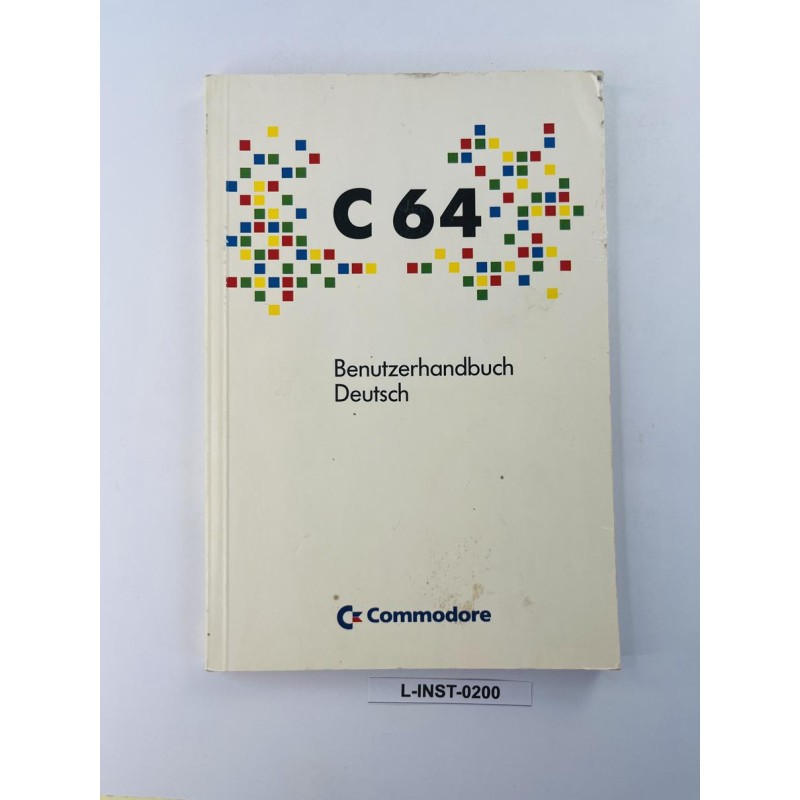 C 64
Benutzerhandbuch
Deutsch
Commodore
L-INST-0200